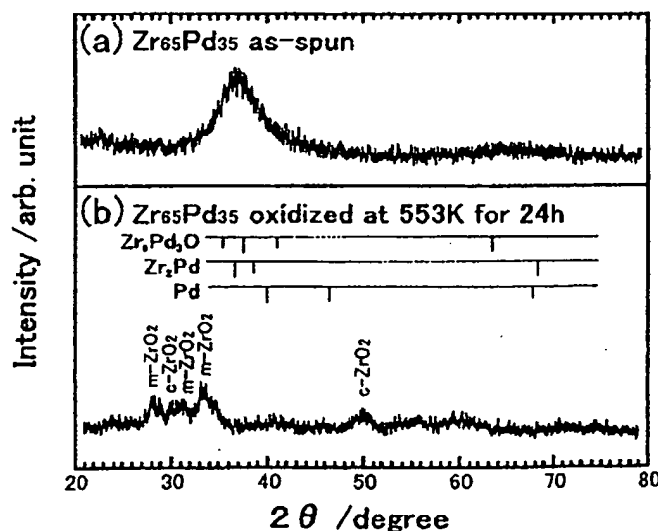 (a) Zr65Pd35 as-spun
Intensity /arb. unit
(b) Zr65Pd35 oxidized at 553K for 24h
Zr6Pd3O
Zr2Pd
Pd
m-ZrO2
c-ZrO2
m-ZrO2
m-ZrO2
c-ZrO2
20 30 40 50 60 70 80
2θ /degree